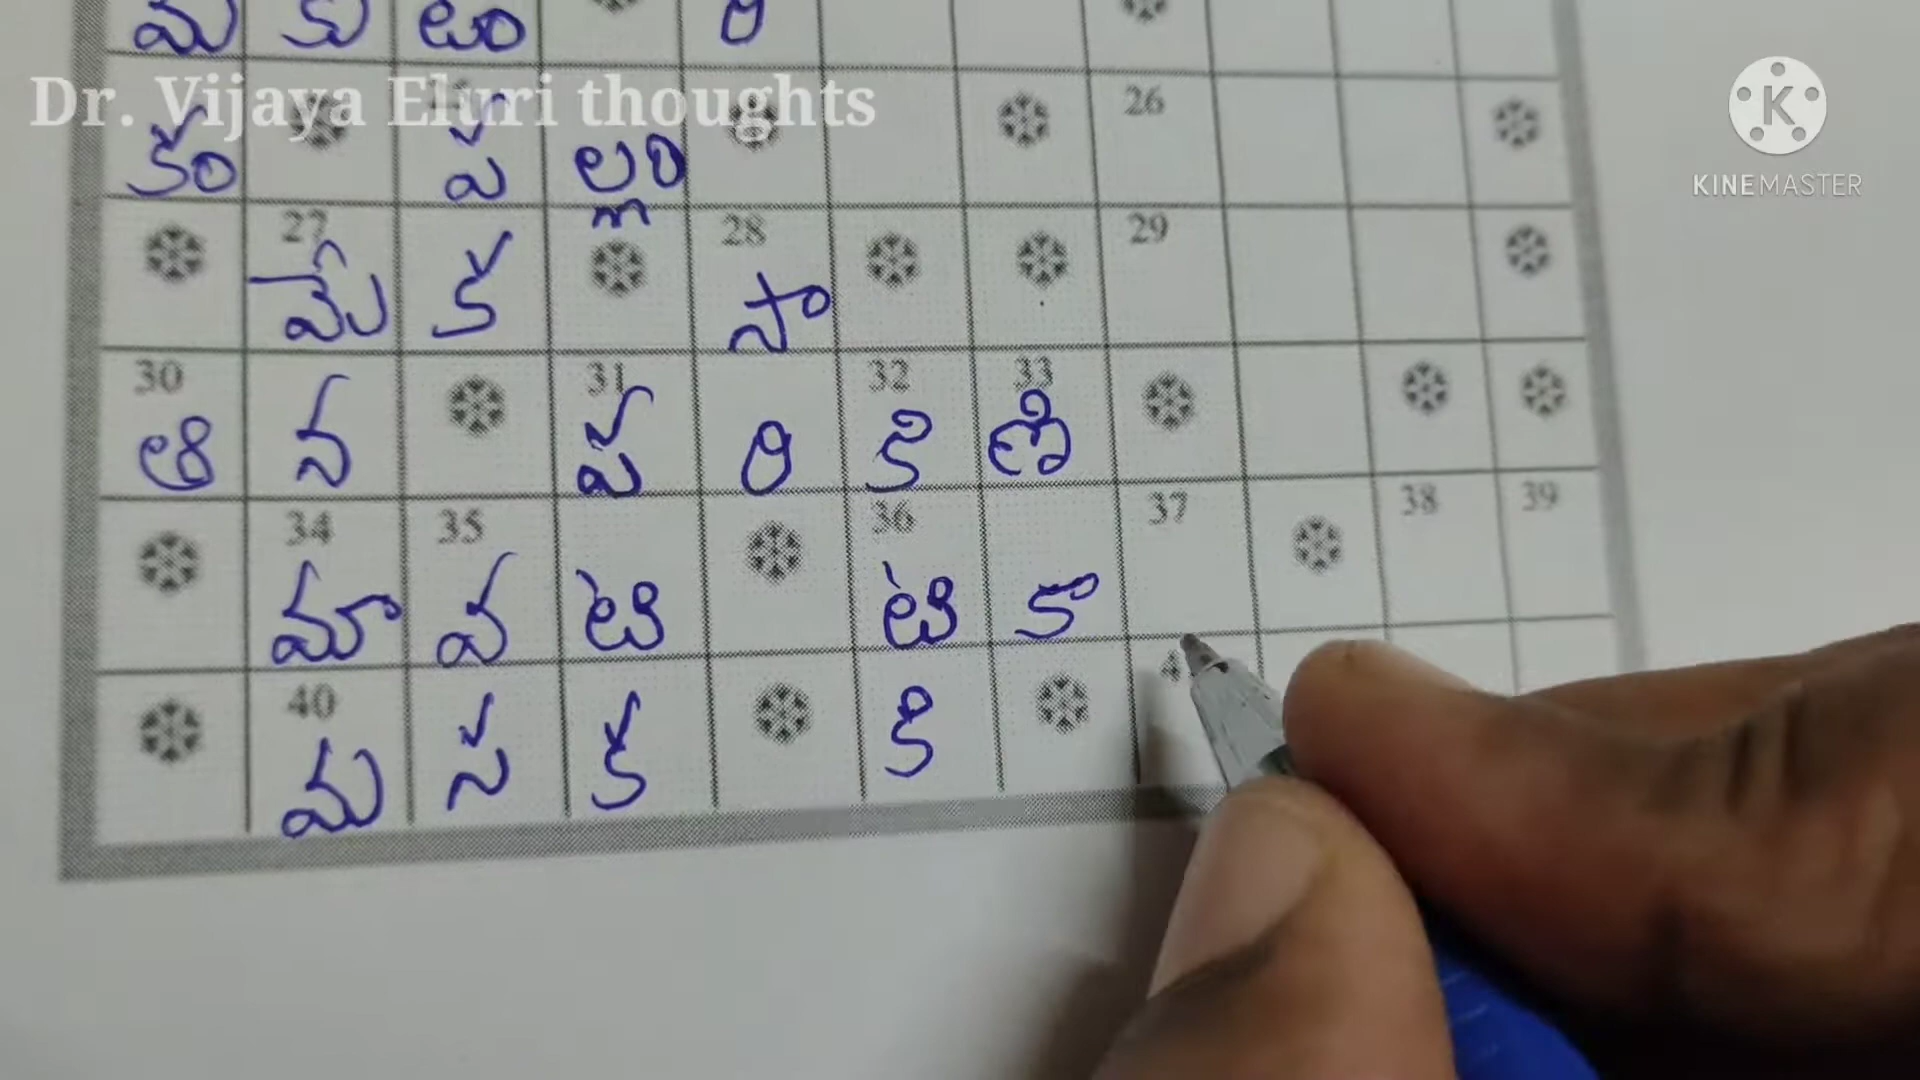 మ కు టం రి
Dr. Vijaya Eluri thoughts
కం ప ల్లం 26
27 మే క 28 సా 29
30 తి న 31 ప రి 32 కి 33 ణి
34 మా 35 వ టి 36 టి కా 37 38 39
40 మ స క కి 4
K
KINEMASTER